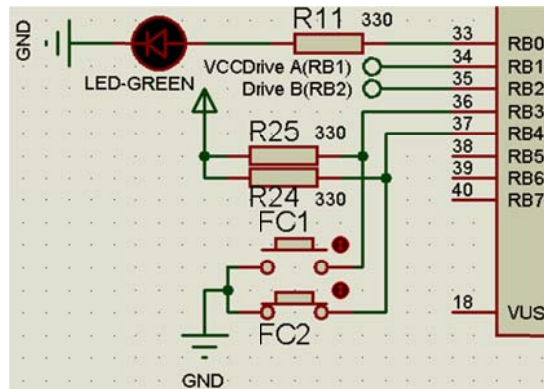 R11 330
GND
33 RB0
34 RB1
35 RB2
36 RB3
37 RB4
38 RB5
39 RB6
40 RB7
18 VUS
LED-GREEN
VCCDrive A(RB1)
Drive B(RB2)
R25 330
R24 330
FC1
FC2
GND